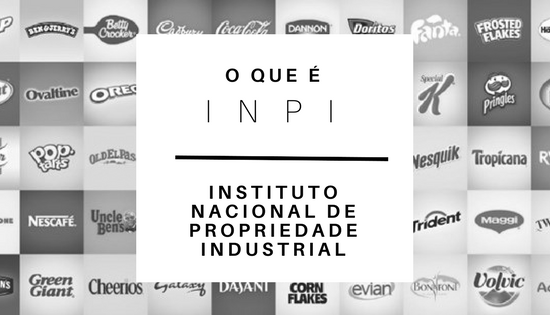 BEN & JERRY'S
Betty
Crocker
Cadbury
Coca-Cola
DANNON
Doritos
Fanta
FROSTED
FLAKES
O QUE É
INPI
INSTITUTO
NACIONAL DE
PROPRIEDADE
INDUSTRIAL
Ovaltine
OREO
Special
K
Pringles
POP
tarts
OLD EL PASO
Nesquik
Tropicana
NESCAFÉ
Uncle
Ben's
Trident
MAGGI
Green
Giant
Cheerios
Galaxy
DASANI
CORN
FLAKES
evian
BONAFONT
Volvic